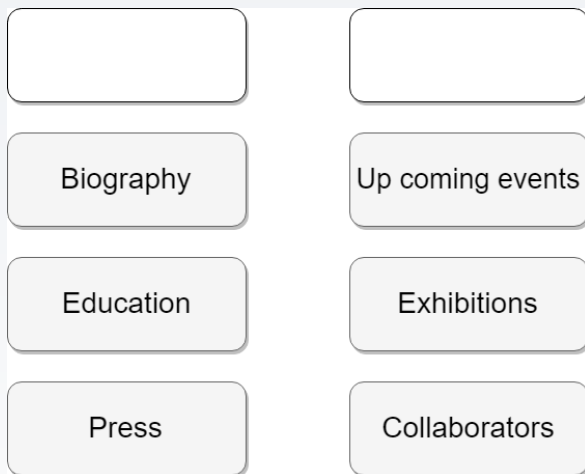 Biography
Up coming events
Education
Exhibitions
Press
Collaborators